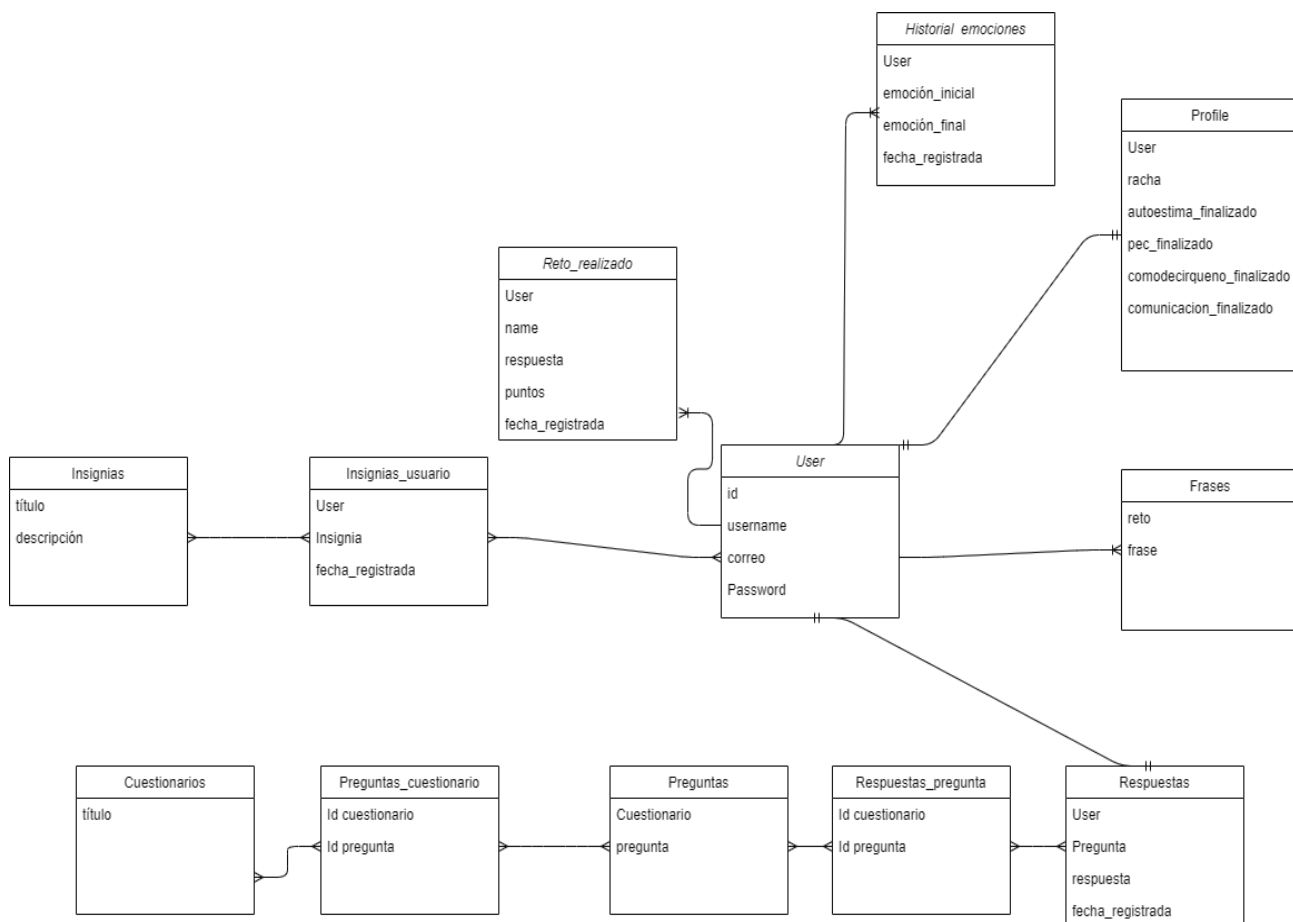 Historial emociones
User
emoción_inicial
emoción_final
fecha_registrada
Profile
User
racha
autoestima_finalizado
pec_finalizado
comodecirqueno_finalizado
comunicacion_finalizado
Reto_realizado
User
name
respuesta
puntos
fecha_registrada
Insignias
título
descripción
Insignias_usuario
User
Insignia
fecha_registrada
User
id
username
correo
Password
Frases
reto
frase
Cuestionarios
título
Preguntas_cuestionario
Id cuestionario
Id pregunta
Preguntas
Cuestionario
pregunta
Respuestas_pregunta
Id cuestionario
Id pregunta
Respuestas
User
Pregunta
respuesta
fecha_registrada